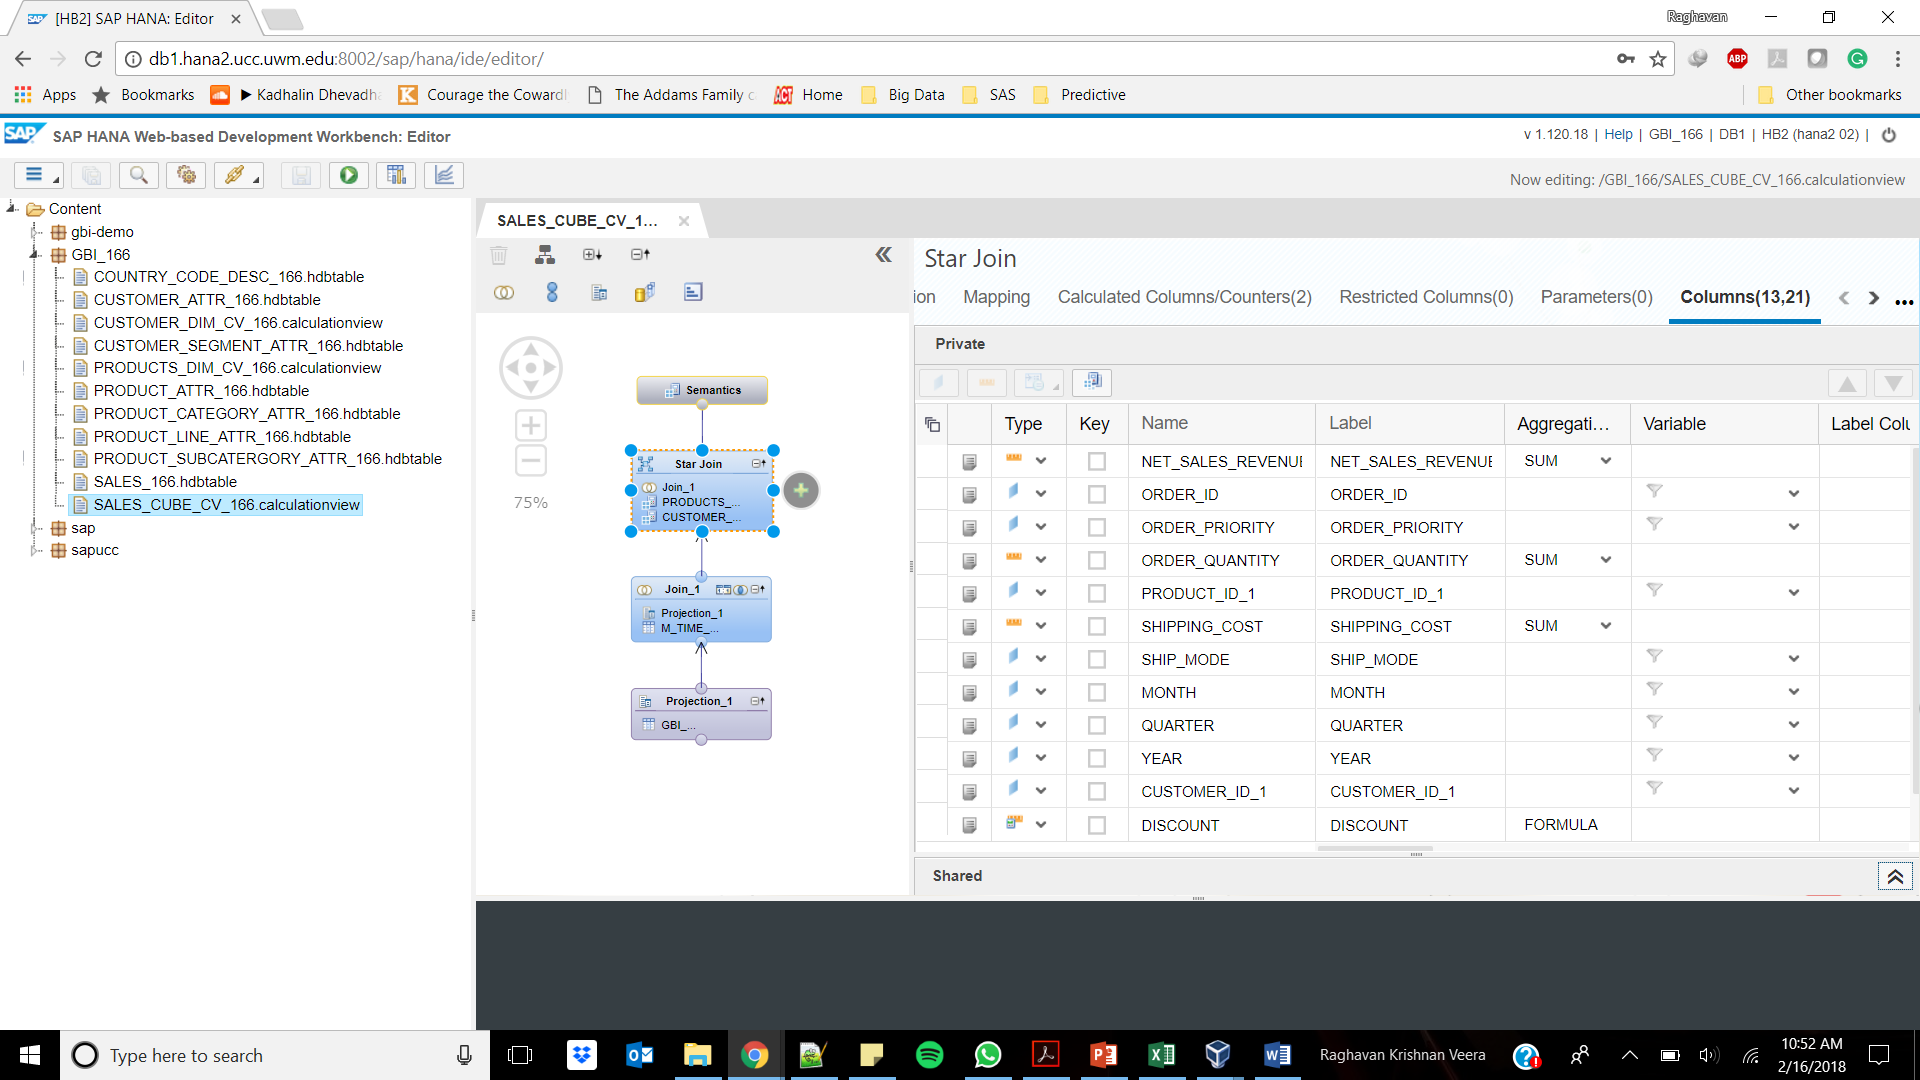 [HB2] SAP HANA: Editor
Raghavan
db1.hana2.ucc.uwm.edu:8002/sap/hana/ide/editor/
ABP
Apps Bookmarks ▶ Kadhalin Dhevadha Courage the Coward The Addams Family c Home Big Data SAS Predictive Other bookmarks
SAP SAP HANA Web-based Development Workbench: Editor
v 1.120.18 | Help | GBI_166 | DB1 | HB2 (hana2 02) |
Now editing: /GBI_166/SALES_CUBE_CV_166.calculationview
Content
gbi-demo
GBI_166
COUNTRY_CODE_DESC_166.hdbtable
CUSTOMER_ATTR_166.hdbtable
CUSTOMER_DIM_CV_166.calculationview
CUSTOMER_SEGMENT_ATTR_166.hdbtable
PRODUCTS_DIM_CV_166.calculationview
PRODUCT_ATTR_166.hdbtable
PRODUCT_CATEGORY_ATTR_166.hdbtable
PRODUCT_LINE_ATTR_166.hdbtable
PRODUCT_SUBCATERGORY_ATTR_166.hdbtable
SALES_166.hdbtable
SALES_CUBE_CV_166.calculationview
sap
sapucc
SALES_CUBE_CV_1...
75%
Semantics
Star Join
Join_1
PRODUCTS_...
CUSTOMER_...
Join_1
Projection_1
M_TIME_...
Projection_1
GBI_...
Star Join
ion Mapping Calculated Columns/Counters(2) Restricted Columns(0) Parameters(0) Columns(13,21)
Private
Type Key Name Label Aggregati... Variable Label Colu
NET_SALES_REVENUE NET_SALES_REVENUE SUM
ORDER_ID ORDER_ID
ORDER_PRIORITY ORDER_PRIORITY
ORDER_QUANTITY ORDER_QUANTITY SUM
PRODUCT_ID_1 PRODUCT_ID_1
SHIPPING_COST SHIPPING_COST SUM
SHIP_MODE SHIP_MODE
MONTH MONTH
QUARTER QUARTER
YEAR YEAR
CUSTOMER_ID_1 CUSTOMER_ID_1
DISCOUNT DISCOUNT FORMULA
Shared
Type here to search
Raghavan Krishnan Veera
10:52 AM
2/16/2018